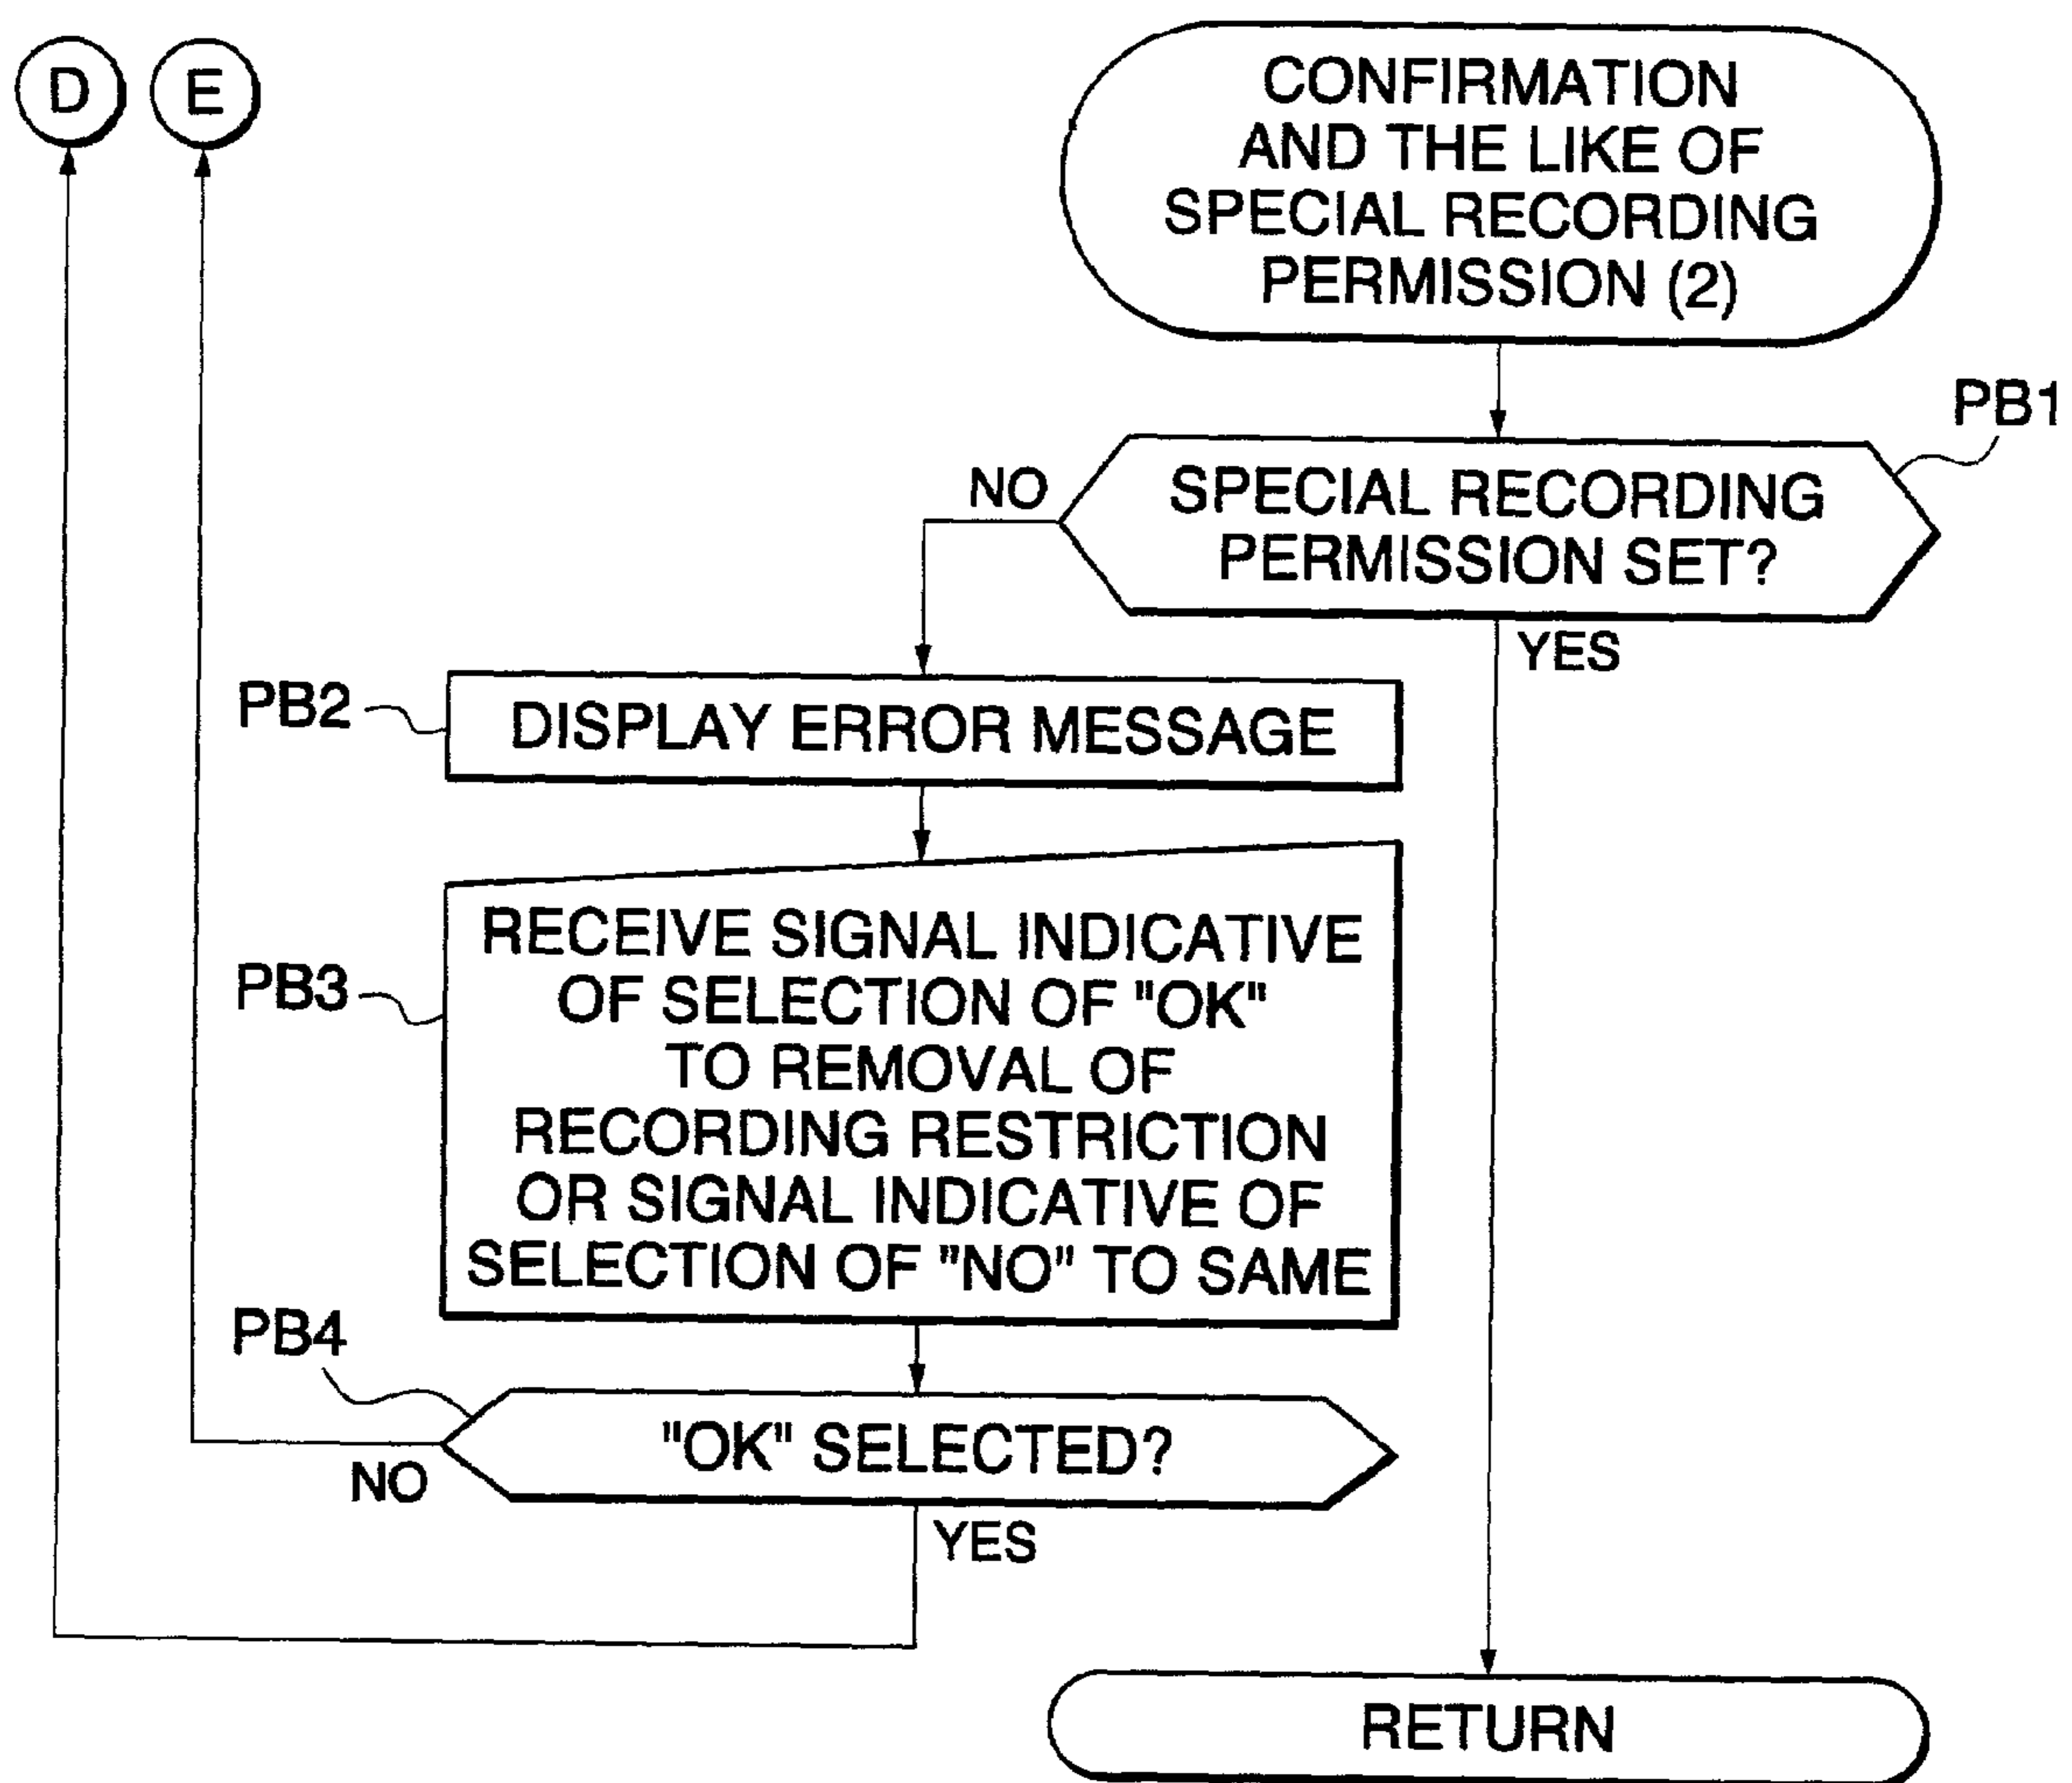 D
E
CONFIRMATION
AND THE LIKE OF
SPECIAL RECORDING
PERMISSION (2)
PB1
NO
SPECIAL RECORDING
PERMISSION SET?
YES
PB2
DISPLAY ERROR MESSAGE
PB3
RECEIVE SIGNAL INDICATIVE
OF SELECTION OF "OK"
TO REMOVAL OF
RECORDING RESTRICTION
OR SIGNAL INDICATIVE OF
SELECTION OF "NO" TO SAME
PB4
"OK" SELECTED?
NO
YES
RETURN